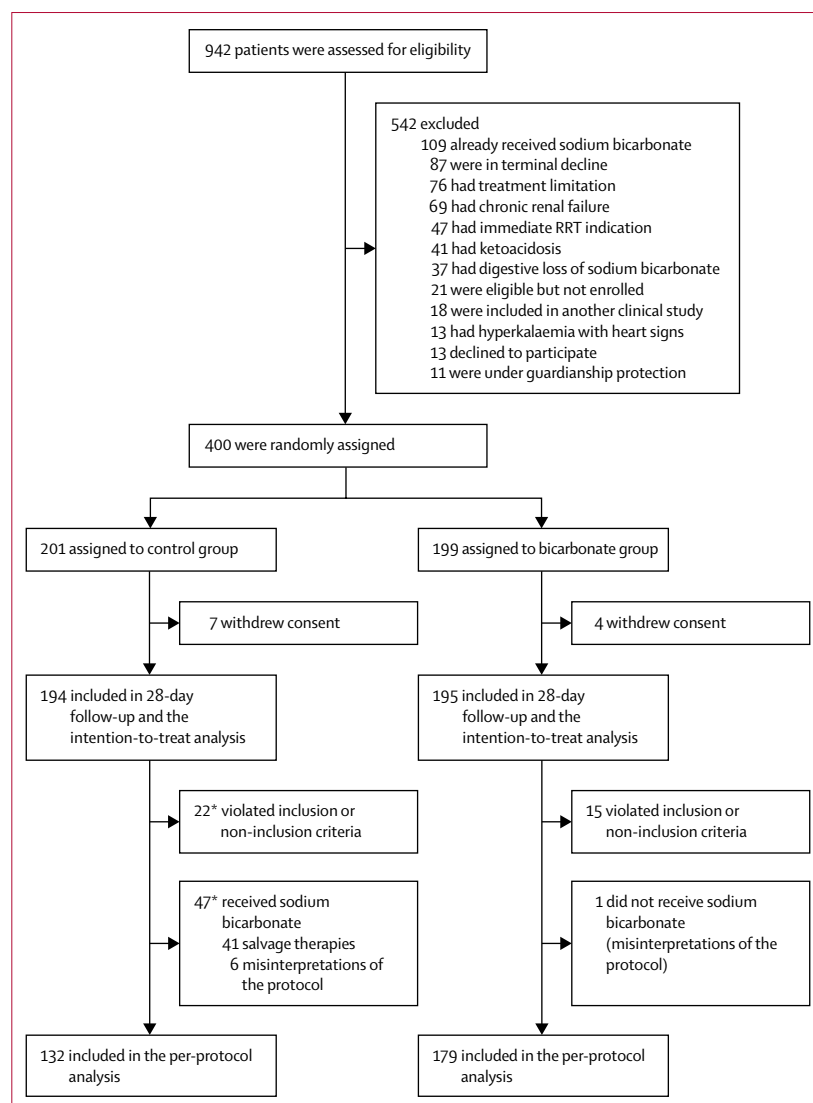 942 patients were assessed for eligibility
542 excluded
109 already received sodium bicarbonate
87 were in terminal decline
76 had treatment limitation
69 had chronic renal failure
47 had immediate RRT indication
41 had ketoacidosis
37 had digestive loss of sodium bicarbonate
21 were eligible but not enrolled
18 were included in another clinical study
13 had hyperkalaemia with heart signs
13 declined to participate
11 were under guardianship protection
400 were randomly assigned
201 assigned to control group
199 assigned to bicarbonate group
7 withdrew consent
4 withdrew consent
194 included in 28-day
follow-up and the
intention-to-treat analysis
195 included in 28-day
follow-up and the
intention-to-treat analysis
22* violated inclusion or
non-inclusion criteria
15 violated inclusion or
non-inclusion criteria
47* received sodium
bicarbonate
41 salvage therapies
6 misinterpretations of
the protocol
1 did not receive sodium
bicarbonate
(misinterpretations of the
protocol)
132 included in the per-protocol
analysis
179 included in the per-protocol
analysis